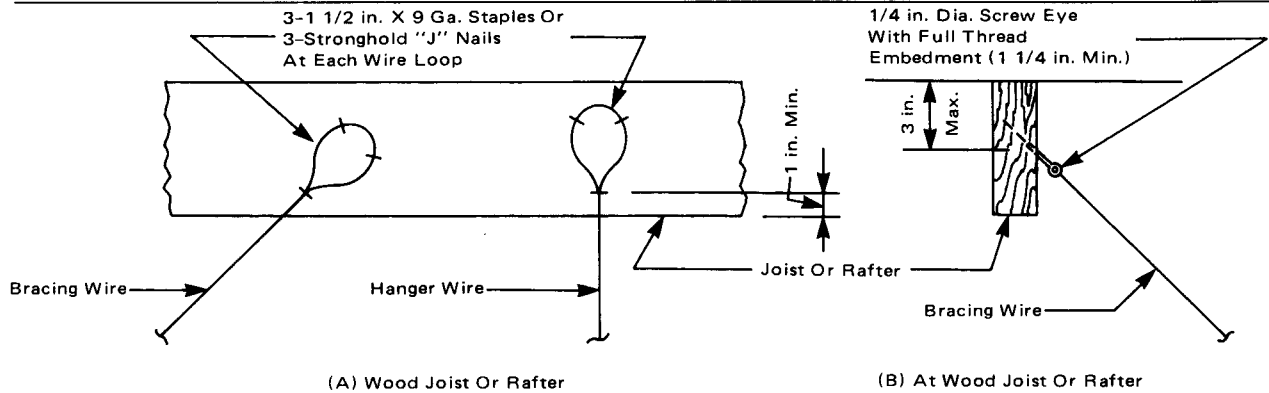 3-1 1/2 in. X 9 Ga. Staples Or
3-Stronghold "J" Nails
At Each Wire Loop
1/4 in. Dia. Screw Eye
With Full Thread
Embedment (1 1/4 in. Min.)
1 in. Min.
3 in.
Max.
Joist Or Rafter
Bracing Wire
Hanger Wire
Bracing Wire
(A) Wood Joist Or Rafter
(B) At Wood Joist Or Rafter